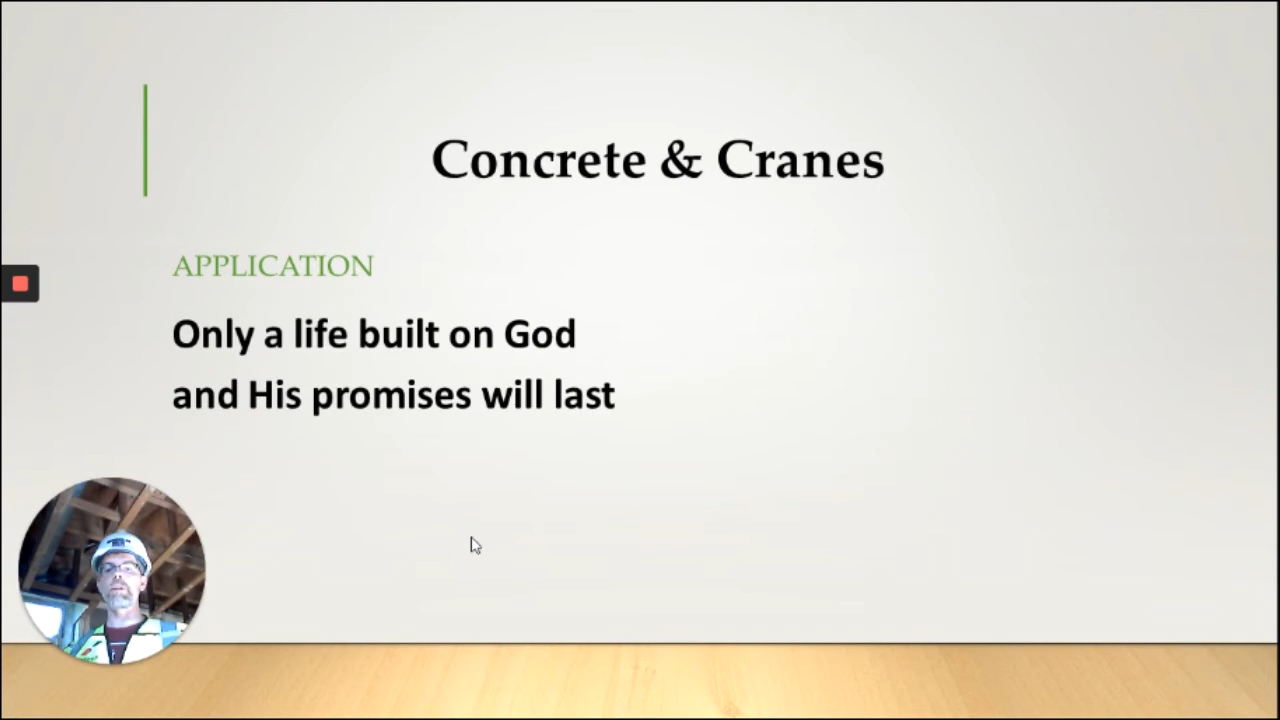 Concrete & Cranes
APPLICATION
Only a life built on God
and His promises will last